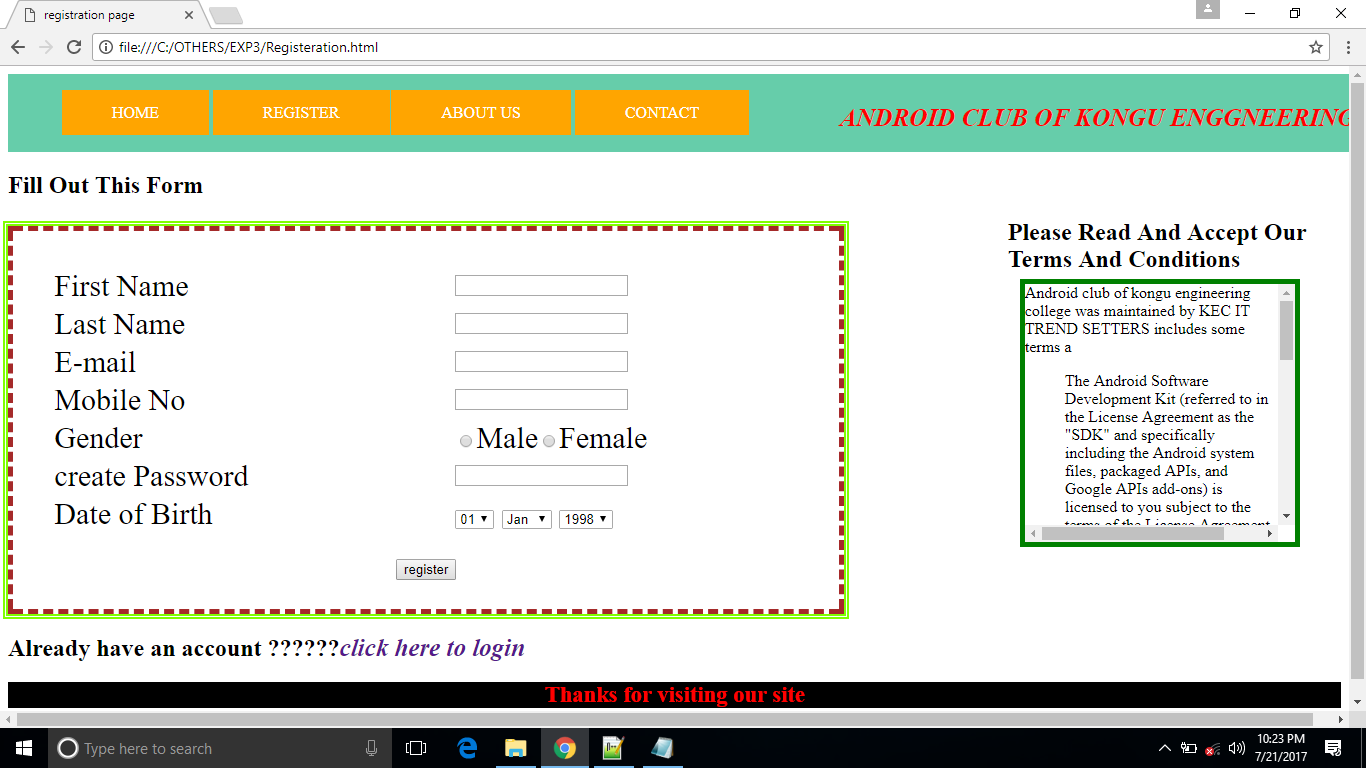 registration page
file:///C:/OTHERS/EXP3/Registeration.html
HOME REGISTER ABOUT US CONTACT ANDROID CLUB OF KONGU ENGGNEERING
Fill Out This Form
First Name
Last Name
E-mail
Mobile No
Gender Male Female
create Password
Date of Birth 01 Jan 1998
register
Please Read And Accept Our
Terms And Conditions
Android club of kongu engineering
college was maintained by KEC IT
TREND SETTERS includes some
terms a
The Android Software
Development Kit (referred to in
the License Agreement as the
"SDK" and specifically
including the Android system
files, packaged APIs, and
Google APIs add-ons) is
licensed to you subject to the
terms of the License Agreement
Already have an account ??????click here to login
Thanks for visiting our site
Type here to search
10:23 PM
7/21/2017